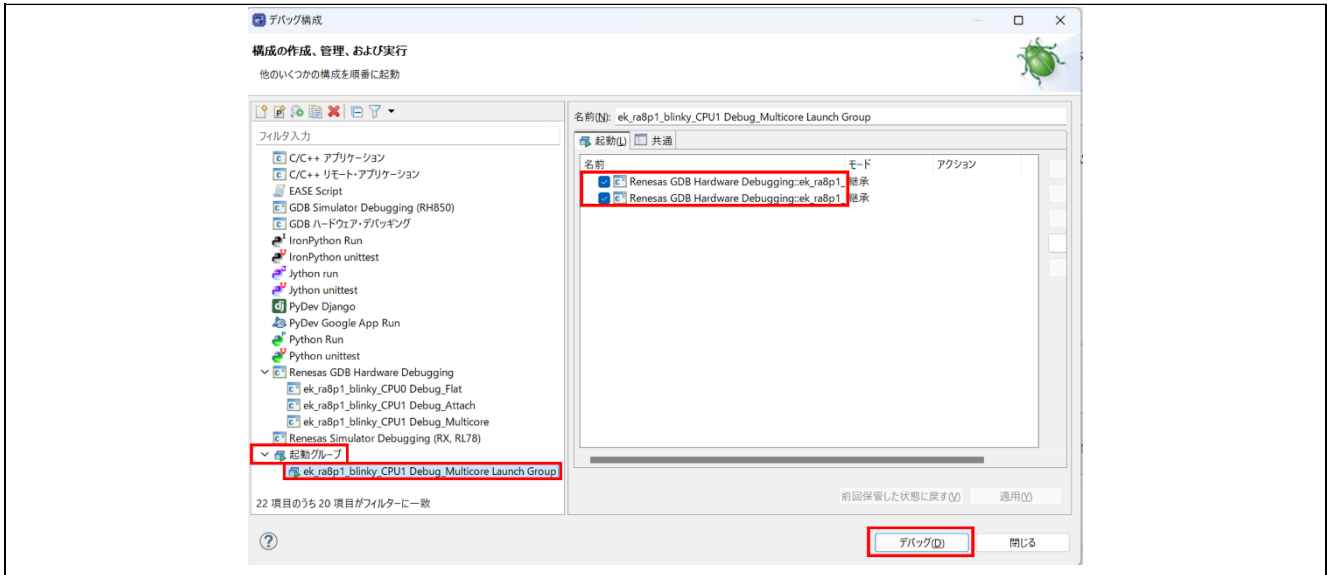 デバッグ構成
構成の作成、管理、および実行
他のいくつかの構成を順番に起動
フィルタ入力
C/C++ アプリケーション
C/C++ リモート・アプリケーション
EASE Script
GDB Simulator Debugging (RH850)
GDB ハードウェア・デバッギング
IronPython Run
IronPython unittest
Jython run
Jython unittest
PyDev Django
PyDev Google App Run
Python Run
Python unittest
Renesas GDB Hardware Debugging
ek_ra8p1_blinky_CPU0 Debug_Flat
ek_ra8p1_blinky_CPU1 Debug_Attach
ek_ra8p1_blinky_CPU1 Debug_Multicore
Renesas Simulator Debugging (RX, RL78)
起動グループ
ek_ra8p1_blinky_CPU1 Debug_Multicore Launch Group
22 項目のうち 20 項目がフィルターに一致
名前(N): ek_ra8p1_blinky_CPU1 Debug_Multicore Launch Group
起動(L) 共通
名前 モード アクション
Renesas GDB Hardware Debugging::ek_ra8p1_ 継承
Renesas GDB Hardware Debugging::ek_ra8p1_ 継承
前回保管した状態に戻す(V) 適用(Y)
デバッグ(D) 閉じる